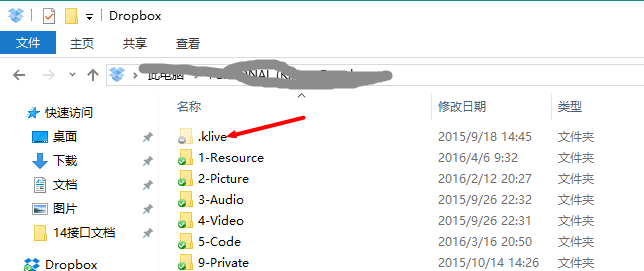 Dropbox
文件 主页 共享 查看
此电脑
名称 修改日期 类型
快速访问
桌面
下载
文档
图片
14接口文档
Dropbox
.klive 2015/9/18 14:45 文件夹
1-Resource 2016/4/6 9:32 文件夹
2-Picture 2016/2/12 20:27 文件夹
3-Audio 2015/9/26 22:32 文件夹
4-Video 2015/9/26 22:31 文件夹
5-Code 2016/3/16 20:50 文件夹
9-Private 2015/10/14 14:26 文件夹